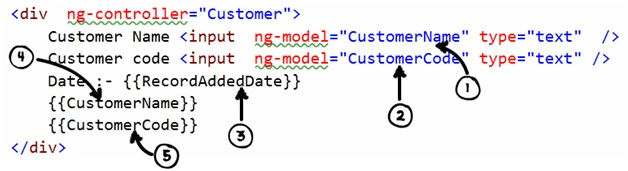 <div  ng-controller="Customer">
Customer Name <input  ng-model="CustomerName" type="text"  />
Customer code <input  ng-model="CustomerCode" type="text" />
Date :- {{RecordAddedDate}}
{{CustomerName}}
{{CustomerCode}}
</div>
4
1
2
3
5